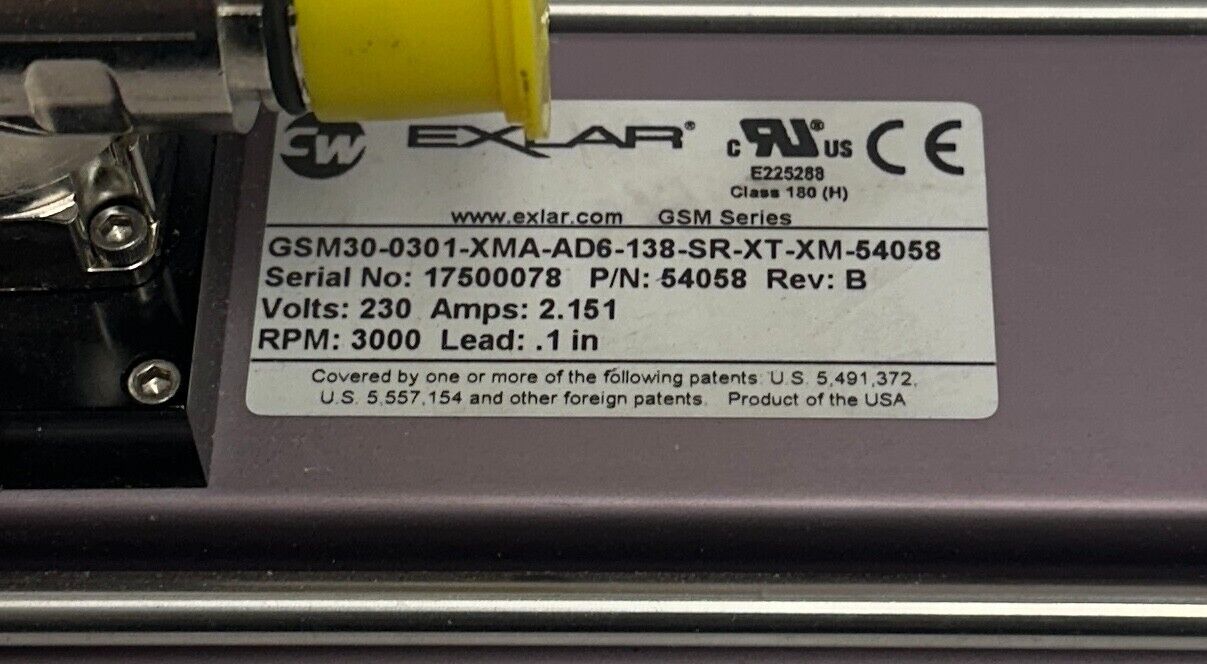 CW EXLAR® c RU® US CE
E225288
Class 180 (H)
www.exlar.com GSM Series
GSM30-0301-XMA-AD6-138-SR-XT-XM-54058
Serial No: 17500078 P/N: 54058 Rev: B
Volts: 230 Amps: 2.151
RPM: 3000 Lead: .1 in
Covered by one or more of the following patents: U.S. 5,491,372,
U.S. 5,557,154 and other foreign patents. Product of the USA